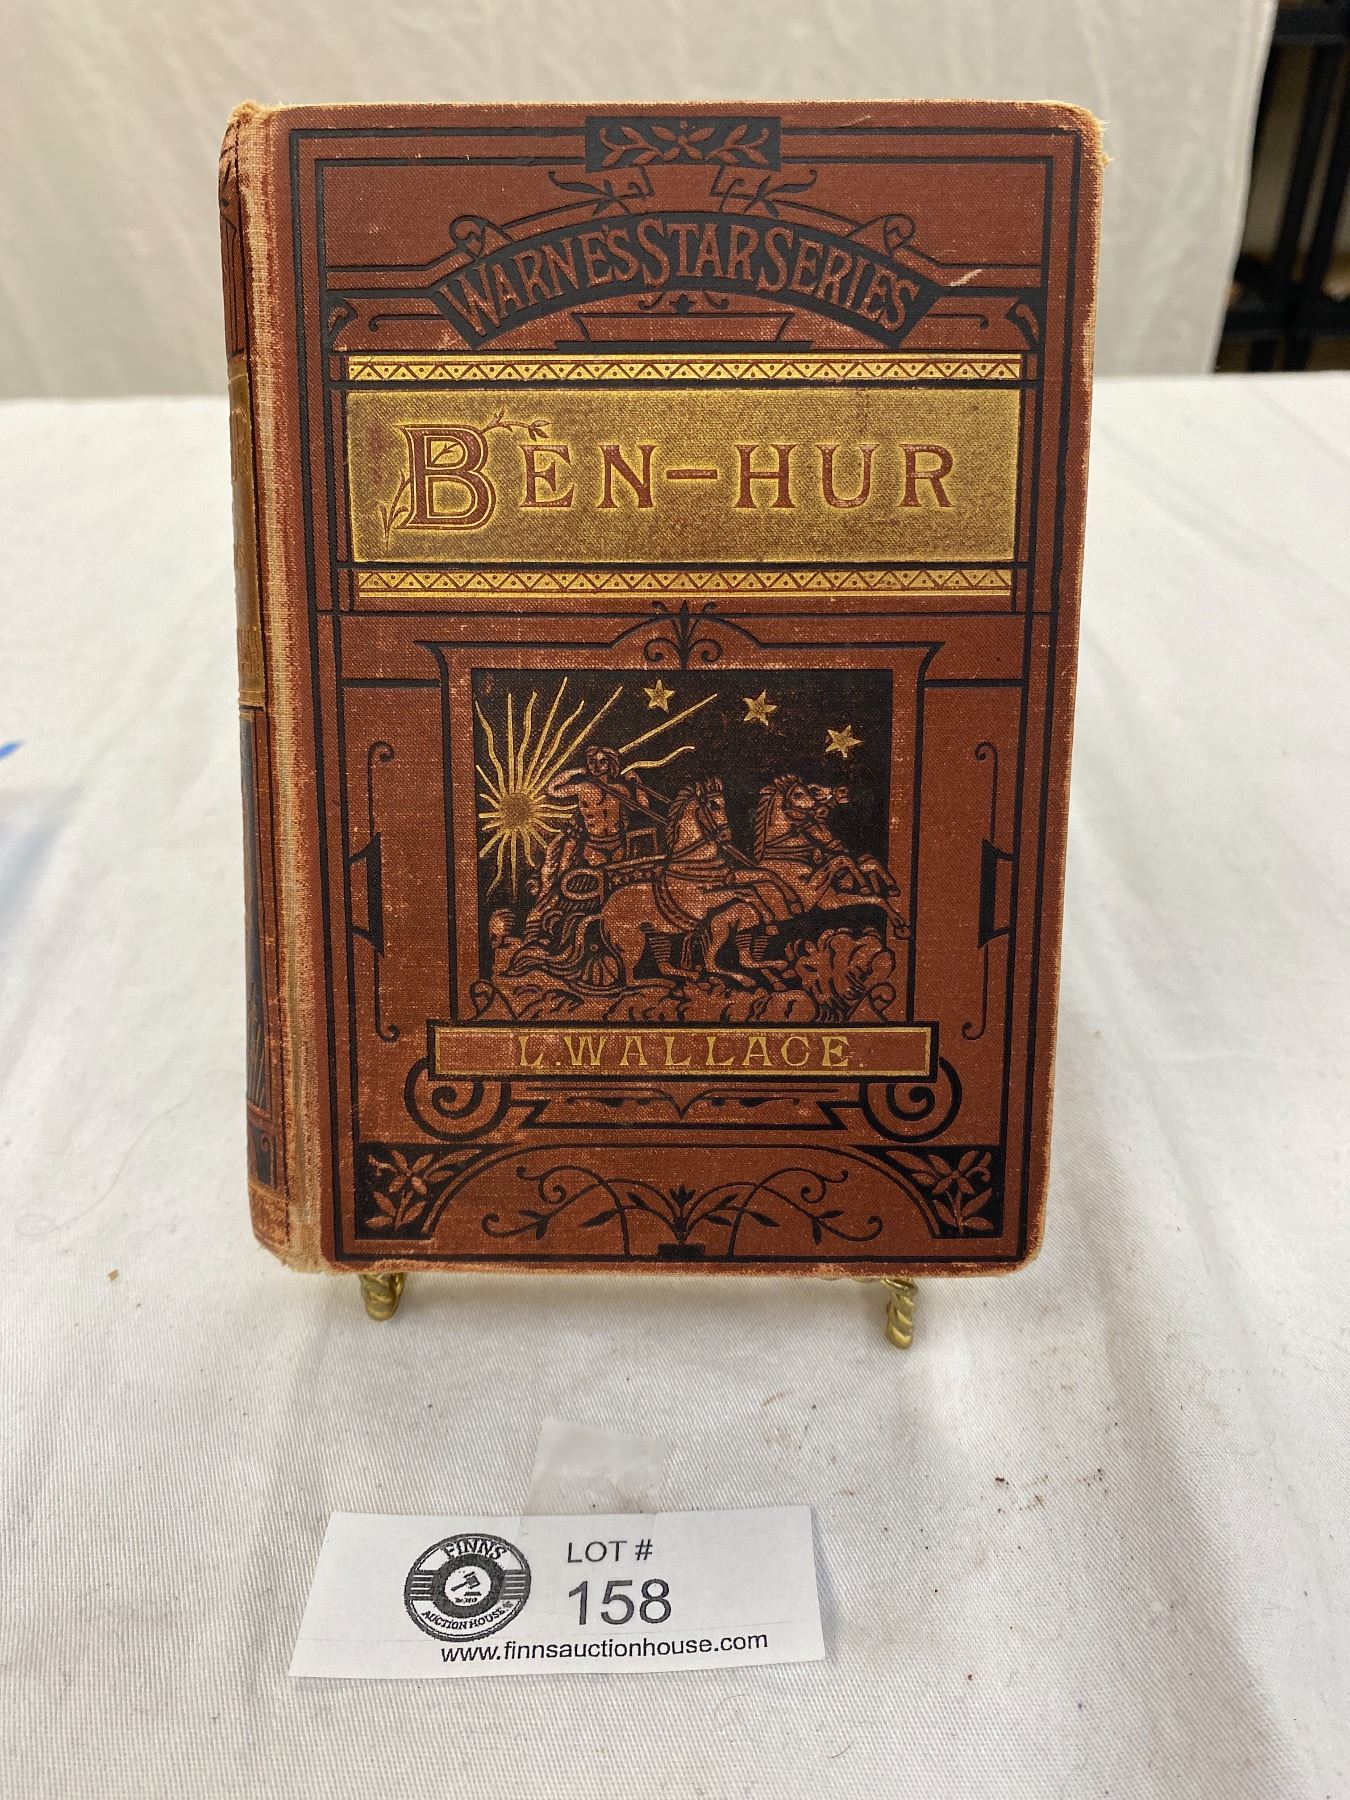 WARNE'S STAR SERIES
BEN-HUR
L. WALLACE.
FINNS
AUCTION HOUSE
LOT #
158
www.finnsauctionhouse.com